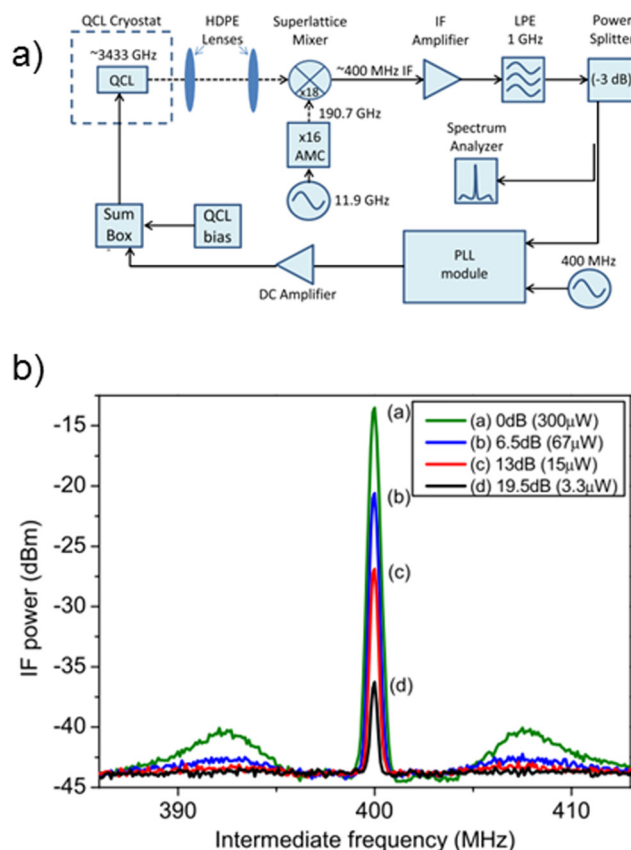 a)
QCL Cryostat
HDPE
Lenses
Superlattice
Mixer
IF
Amplifier
LPE
1 GHz
Power
Splitter
~3433 GHz
QCL
x18
~400 MHz IF
(-3 dB)
190.7 GHz
x16
AMC
11.9 GHz
Spectrum
Analyzer
Sum
Box
QCL
bias
DC Amplifier
PLL
module
400 MHz
b)
IF power (dBm)
-15
-20
-25
-30
-35
-40
-45
(a)
(b)
(c)
(d)
(a) 0dB (300μW)
(b) 6.5dB (67μW)
(c) 13dB (15μW)
(d) 19.5dB (3.3μW)
390
400
410
Intermediate frequency (MHz)